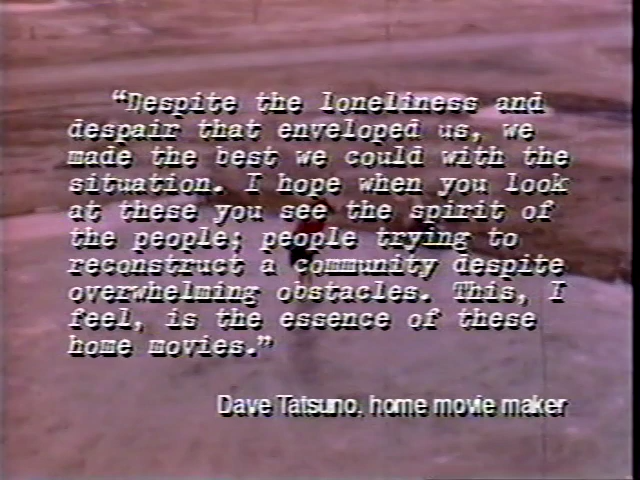 “Despite the loneliness and
despair that enveloped us, we
made the best we could with the
situation. I hope when you look
at these you see the spirit of
the people; people trying to
reconstruct a community despite
overwhelming obstacles. This, I
feel, is the essence of these
home movies.”
Dave Tatsuno, home movie maker